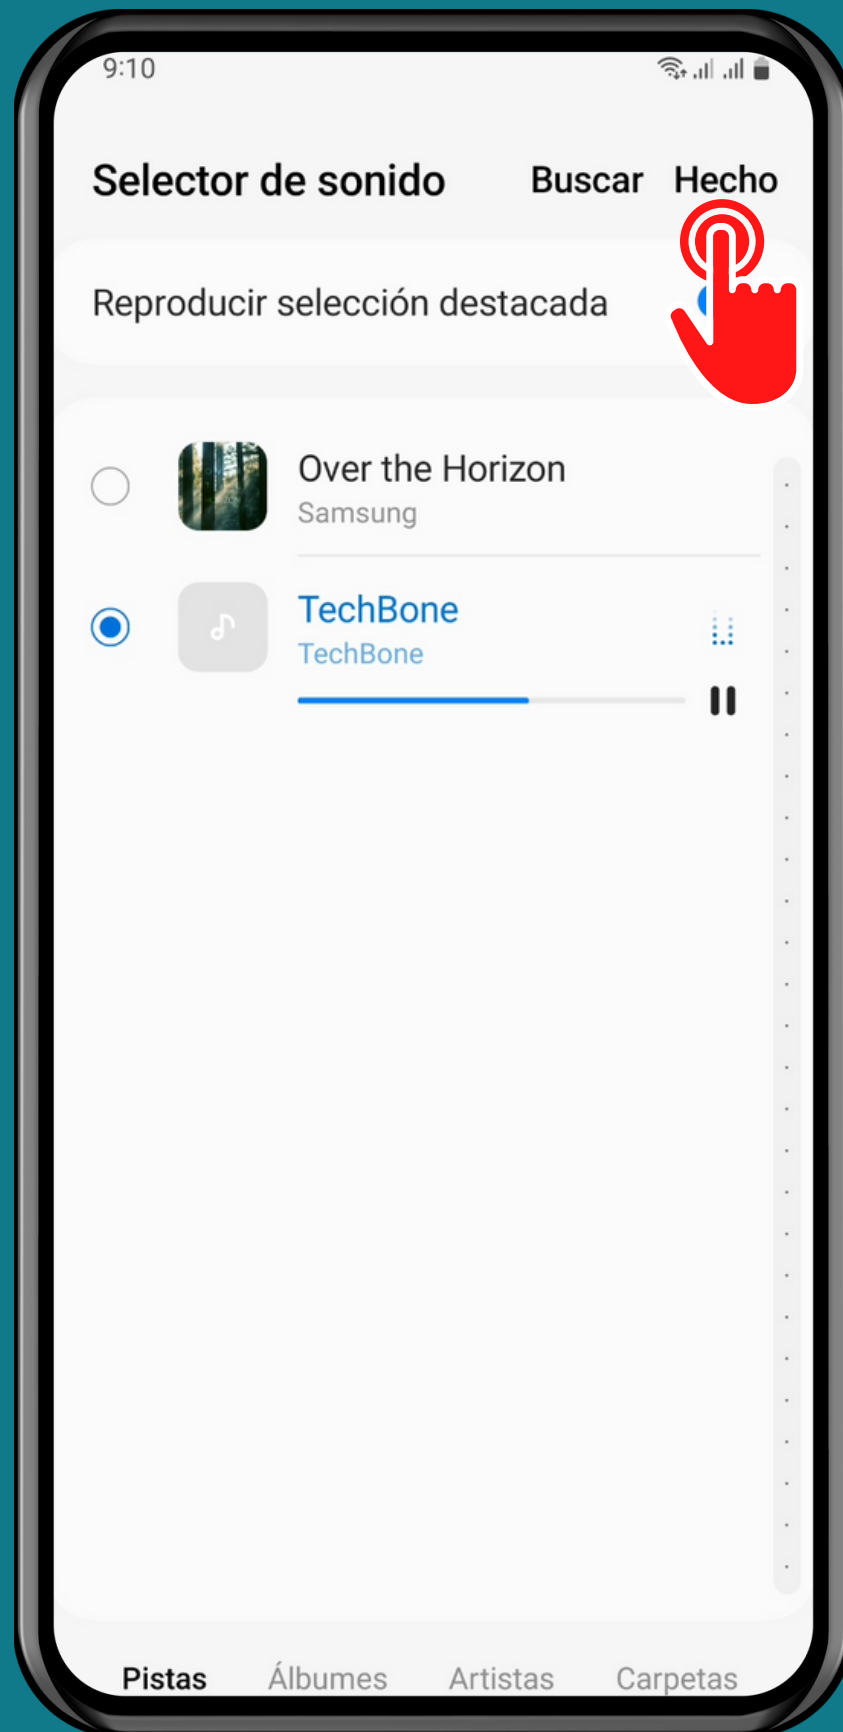 9:10
Selector de sonido Buscar Hecho
Reproducir selección destacada
Over the Horizon
Samsung
TechBone
TechBone
Pistas Álbumes Artistas Carpetas